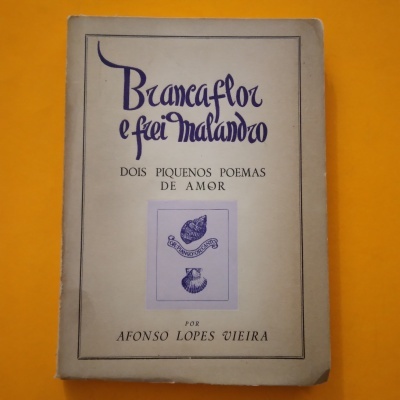 Brancaflor
e frei Malandro
DOIS PIQUENOS POEMAS
DE AMOR
POR
AFONSO LOPES VIEIRA